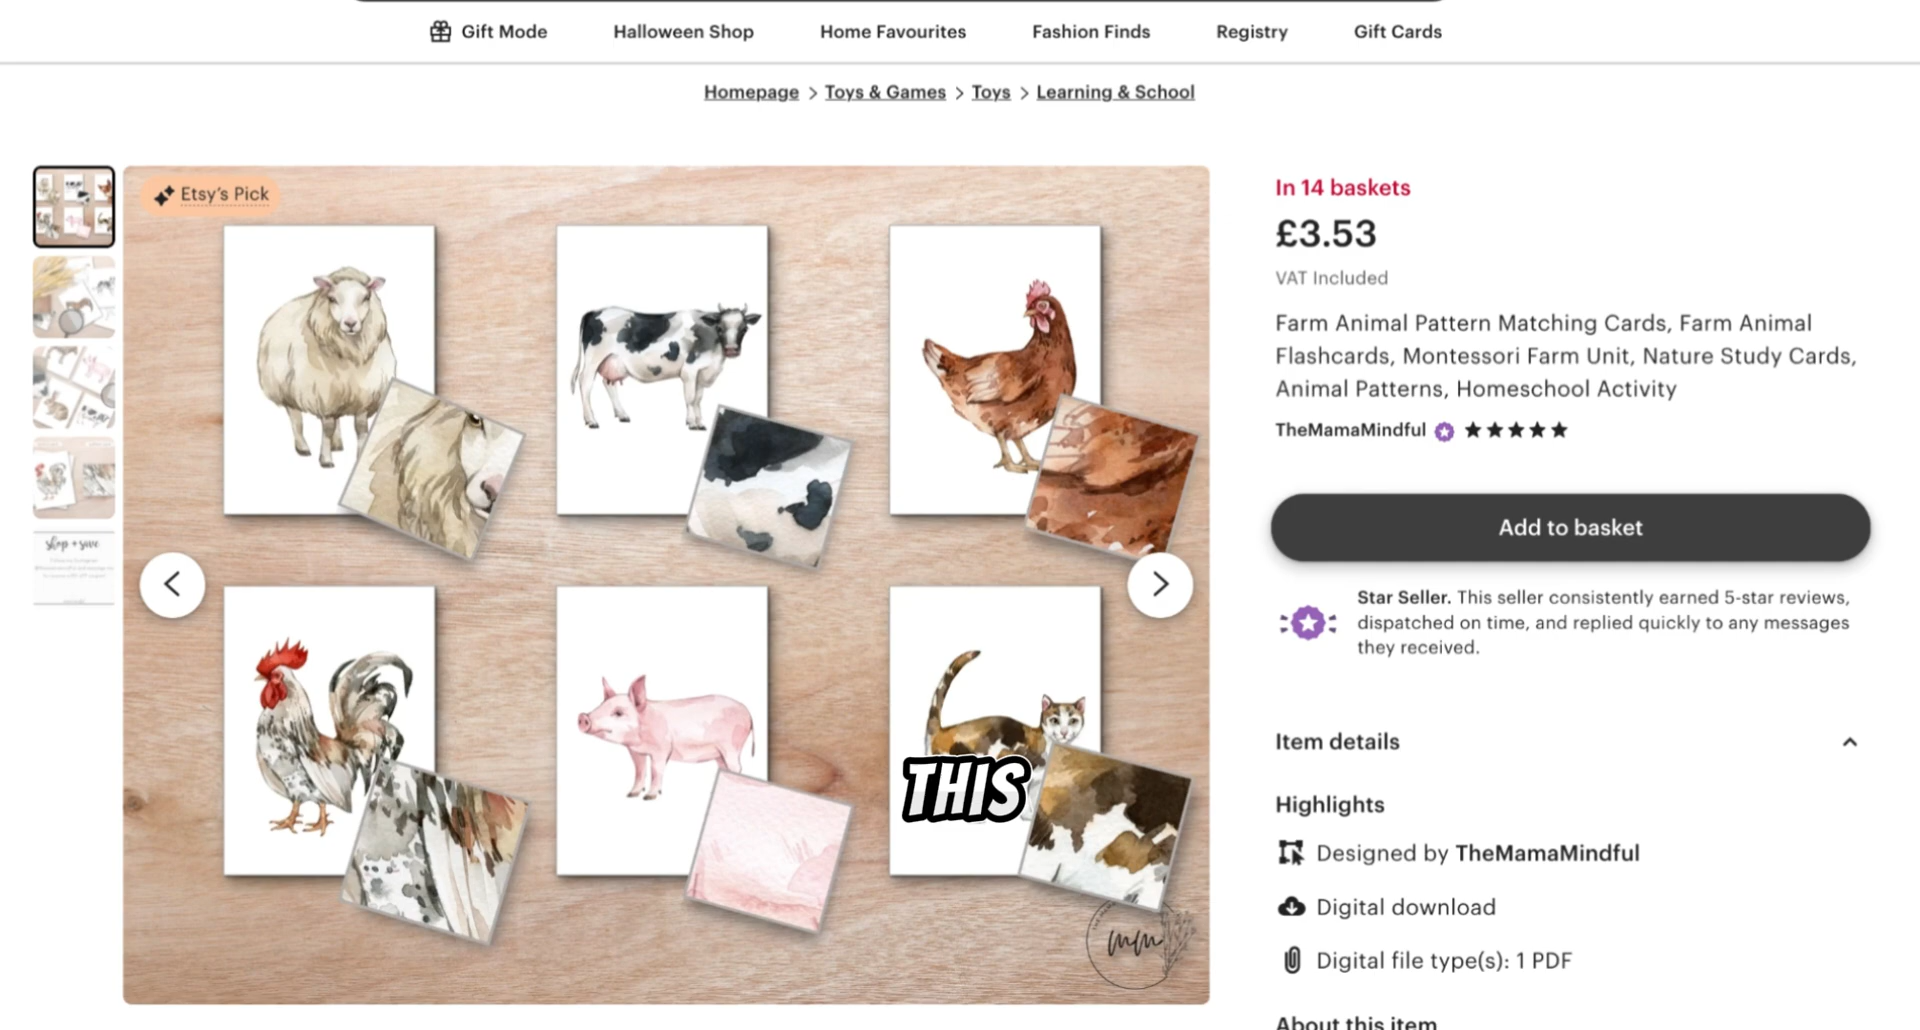 Gift Mode
Halloween Shop
Home Favourites
Fashion Finds
Registry
Gift Cards
Homepage > Toys & Games > Toys > Learning & School
Etsy's Pick
In 14 baskets
£3.53
VAT Included
Farm Animal Pattern Matching Cards, Farm Animal
Flashcards, Montessori Farm Unit, Nature Study Cards,
Animal Patterns, Homeschool Activity
TheMamaMindful
Add to basket
Star Seller. This seller consistently earned 5-star reviews,
dispatched on time, and replied quickly to any messages
they received.
shop + save
THIS
mm
Item details
Highlights
Designed by TheMamaMindful
Digital download
Digital file type(s): 1 PDF
About this item